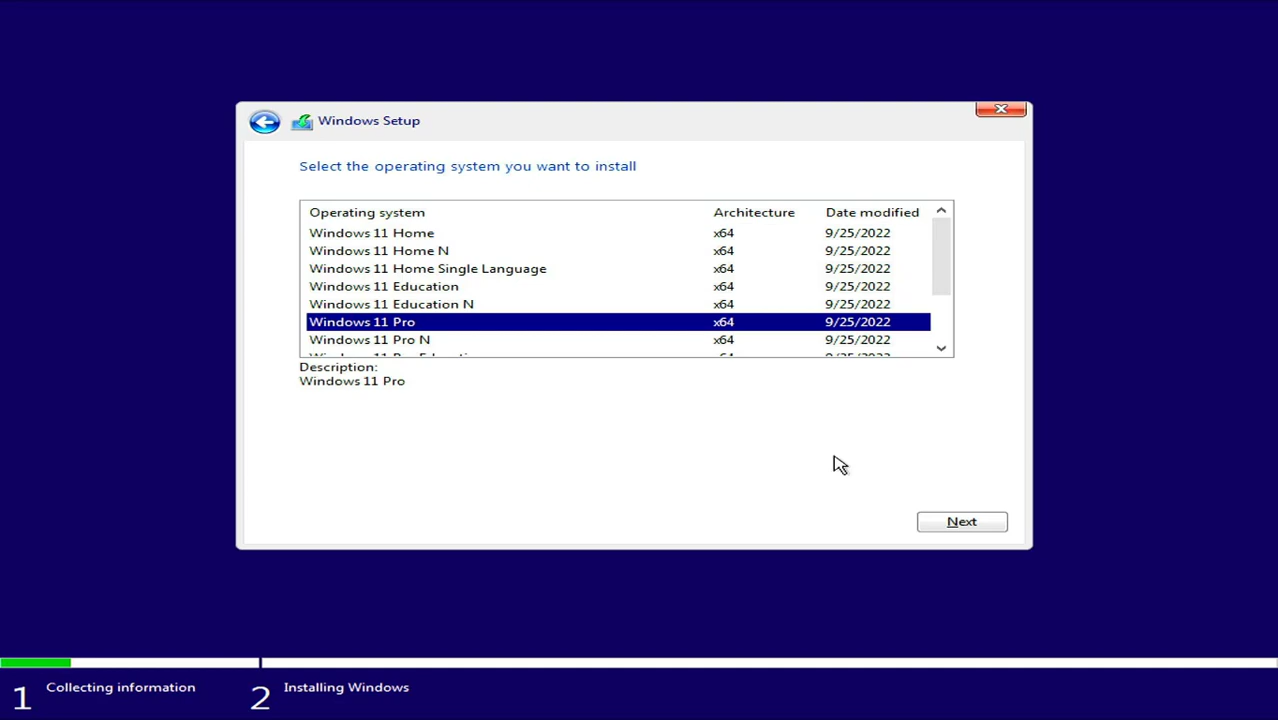 Windows Setup
Select the operating system you want to install
Operating system Architecture Date modified
Windows 11 Home x64 9/25/2022
Windows 11 Home N x64 9/25/2022
Windows 11 Home Single Language x64 9/25/2022
Windows 11 Education x64 9/25/2022
Windows 11 Education N x64 9/25/2022
Windows 11 Pro x64 9/25/2022
Windows 11 Pro N x64 9/25/2022
Description:
Windows 11 Pro
Next
1 Collecting information 2 Installing Windows